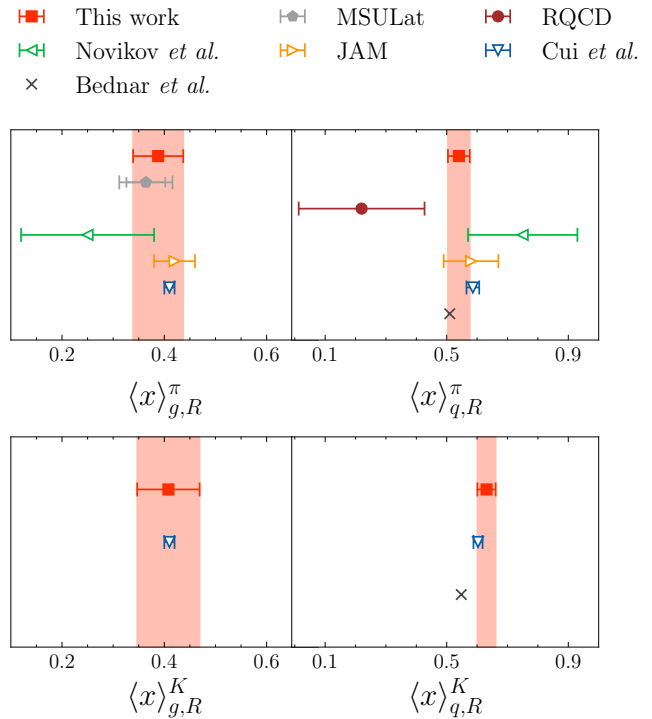 This work MSULat RQCD
Novikov et al. JAM Cui et al.
Bednar et al.
0.2 0.4 0.6 0.1 0.5 0.9
⟨x⟩^π_{g,R} ⟨x⟩^π_{q,R}
0.2 0.4 0.6 0.1 0.5 0.9
⟨x⟩^K_{g,R} ⟨x⟩^K_{q,R}